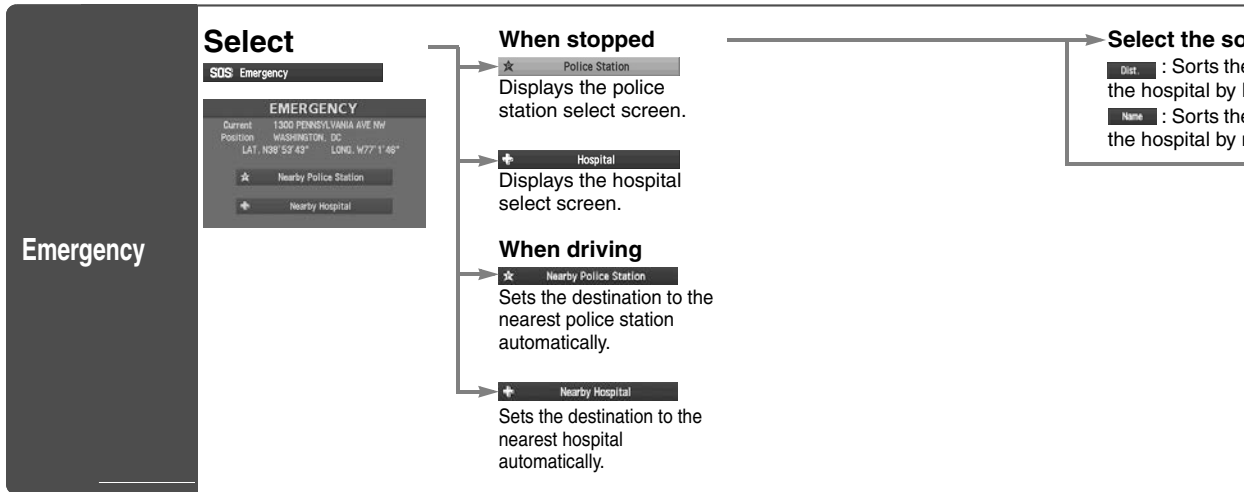 Emergency
Select
SOS Emergency
EMERGENCY
Current 1300 PENNSYLVANIA AVE NW
Position WASHINGTON, DC
LAT. N38°53'43" LONG. W77°1'46"
Nearby Police Station
Nearby Hospital
When stopped
Police Station
Displays the police
station select screen.
Hospital
Displays the hospital
select screen.
When driving
Nearby Police Station
Sets the destination to the
nearest police station
automatically.
Nearby Hospital
Sets the destination to the
nearest hospital
automatically.
Select the so
Dist. : Sorts the
the hospital by
Name : Sorts the
the hospital by